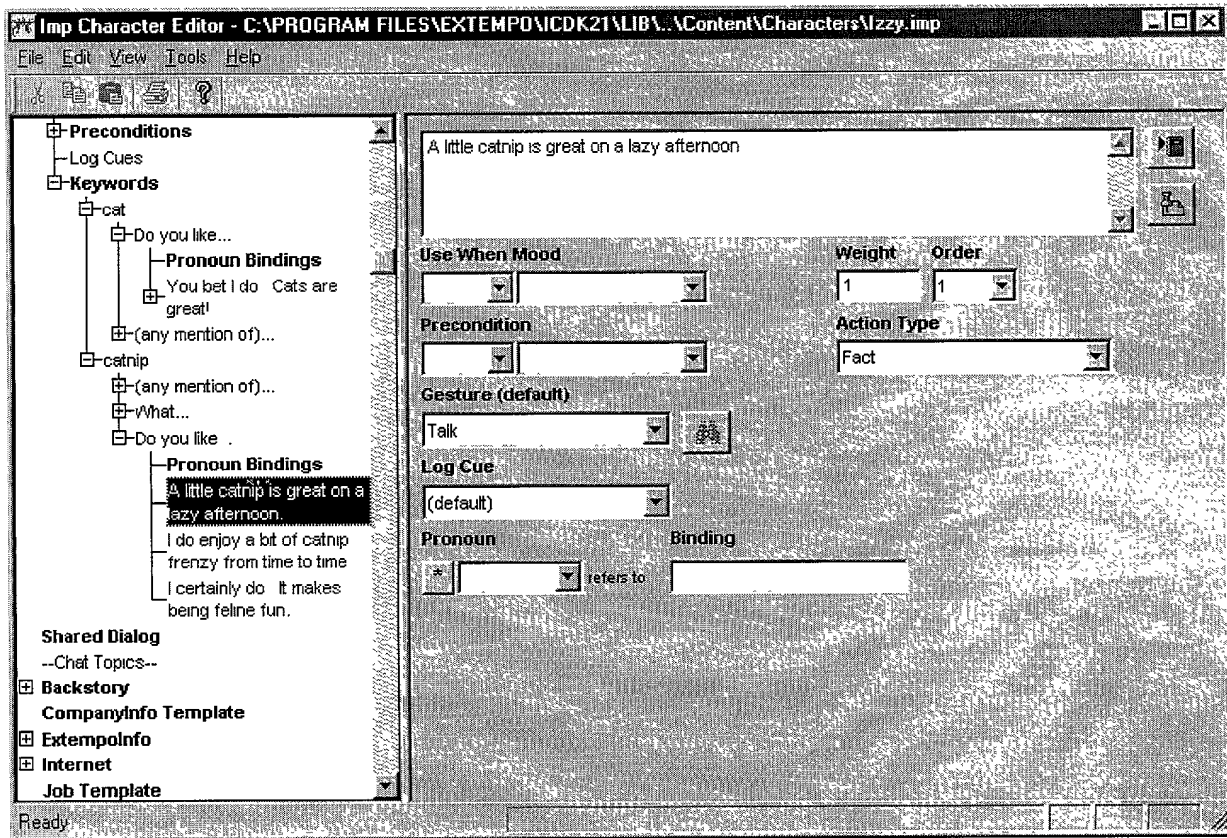 Imp Character Editor - C:\PROGRAM FILES\EXTEMPO\ICDK21\LIB\..\Content\Characters\Izzy.imp
File Edit View Tools Help
Preconditions
Log Cues
Keywords
cat
Do you like...
Pronoun Bindings
You bet I do Cats are
great!
(any mention of)...
catnip
(any mention of)...
What...
Do you like .
Pronoun Bindings
A little catnip is great on a
lazy afternoon.
I do enjoy a bit of catnip
frenzy from time to time
I certainly do It makes
being feline fun.
Shared Dialog
--Chat Topics--
Backstory
CompanyInfo Template
ExtempoInfo
Internet
Job Template
A little catnip is great on a lazy afternoon
Use When Mood
Weight Order
1 1
Precondition
Action Type
Fact
Gesture (default)
Talk
Log Cue
(default)
Pronoun Binding
* refers to
Ready